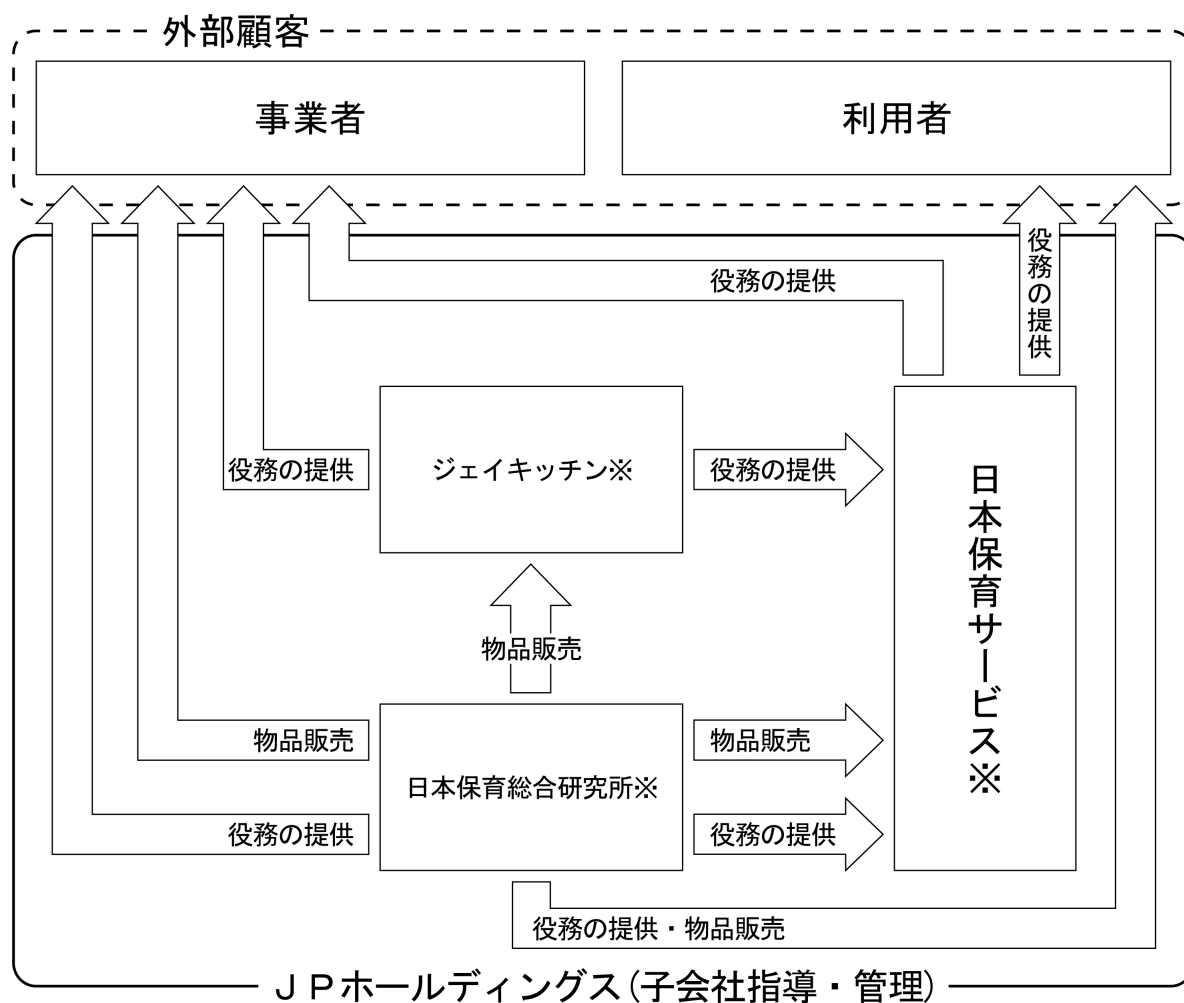 外部顧客
事業者
利用者
役務の提供
役務の提供
役務の提供
ジェイキッチン※
役務の提供
日本保育サービス※
物品販売
物品販売
日本保育総合研究所※
物品販売
役務の提供
役務の提供
役務の提供・物品販売
ＪＰホールディングス(子会社指導・管理)